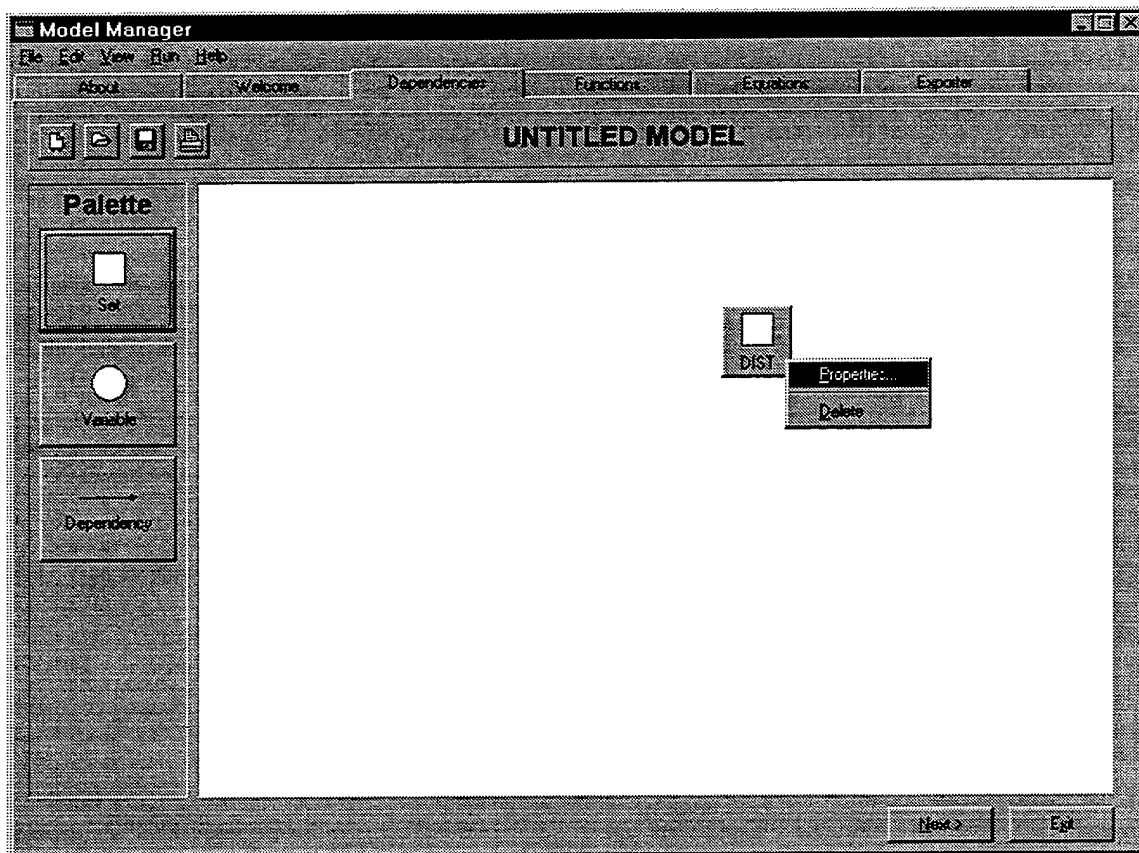 Model Manager
File Edit View Run Help
About Welcome Dependencies Functions Equations Exporter
UNTITLED MODEL
Palette
Set
Variable
Dependency
DIST
Properties...
Delete
Next > Exit